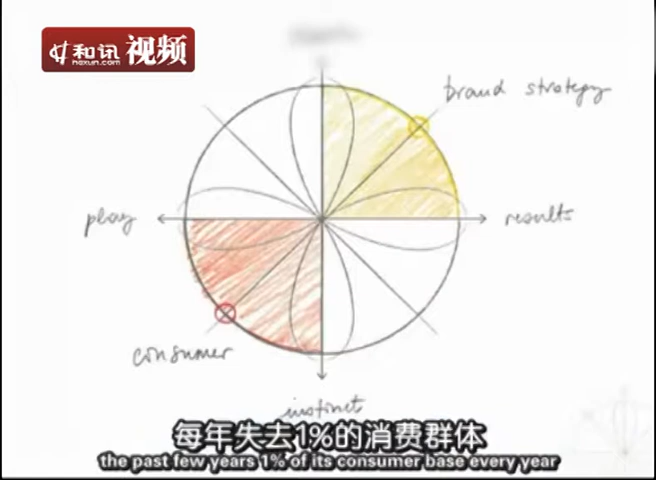 和讯 视频
hexun.com
brand strategy
play
results
consumer
instinct
每年失去1%的消费群体
the past few years 1% of its consumer base every year